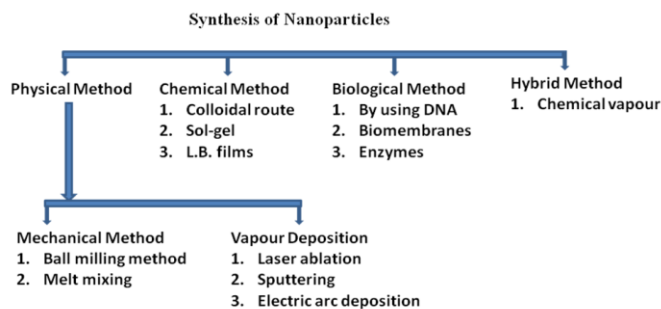 Synthesis of Nanoparticles
Physical Method
Chemical Method
1. Colloidal route
2. Sol-gel
3. L.B. films
Biological Method
1. By using DNA
2. Biomembranes
3. Enzymes
Hybrid Method
1. Chemical vapour
Mechanical Method
1. Ball milling method
2. Melt mixing
Vapour Deposition
1. Laser ablation
2. Sputtering
3. Electric arc deposition